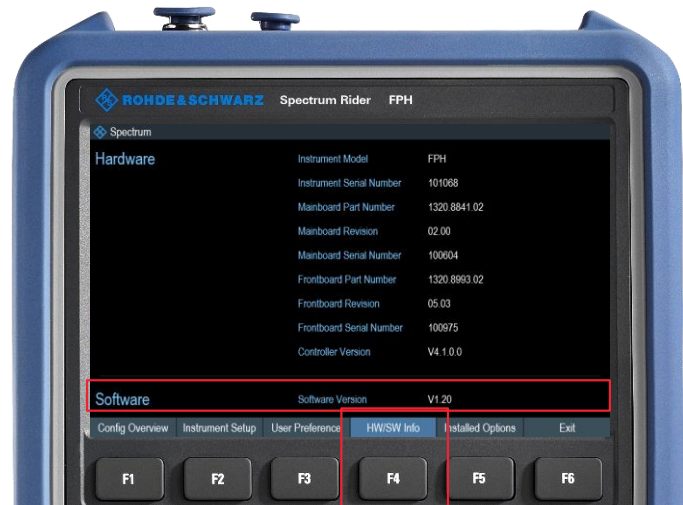 ROHDE & SCHWARZ Spectrum Rider FPH
Spectrum
Hardware Instrument Model FPH
Instrument Serial Number 101068
Mainboard Part Number 1320.8841.02
Mainboard Revision 02.00
Mainboard Serial Number 100604
Frontboard Part Number 1320.8993.02
Frontboard Revision 05.03
Frontboard Serial Number 100975
Controller Version V4.1.0.0
Software Software Version V1.20
Config Overview Instrument Setup User Preference HW/SW Info Installed Options Exit
F1 F2 F3 F4 F5 F6